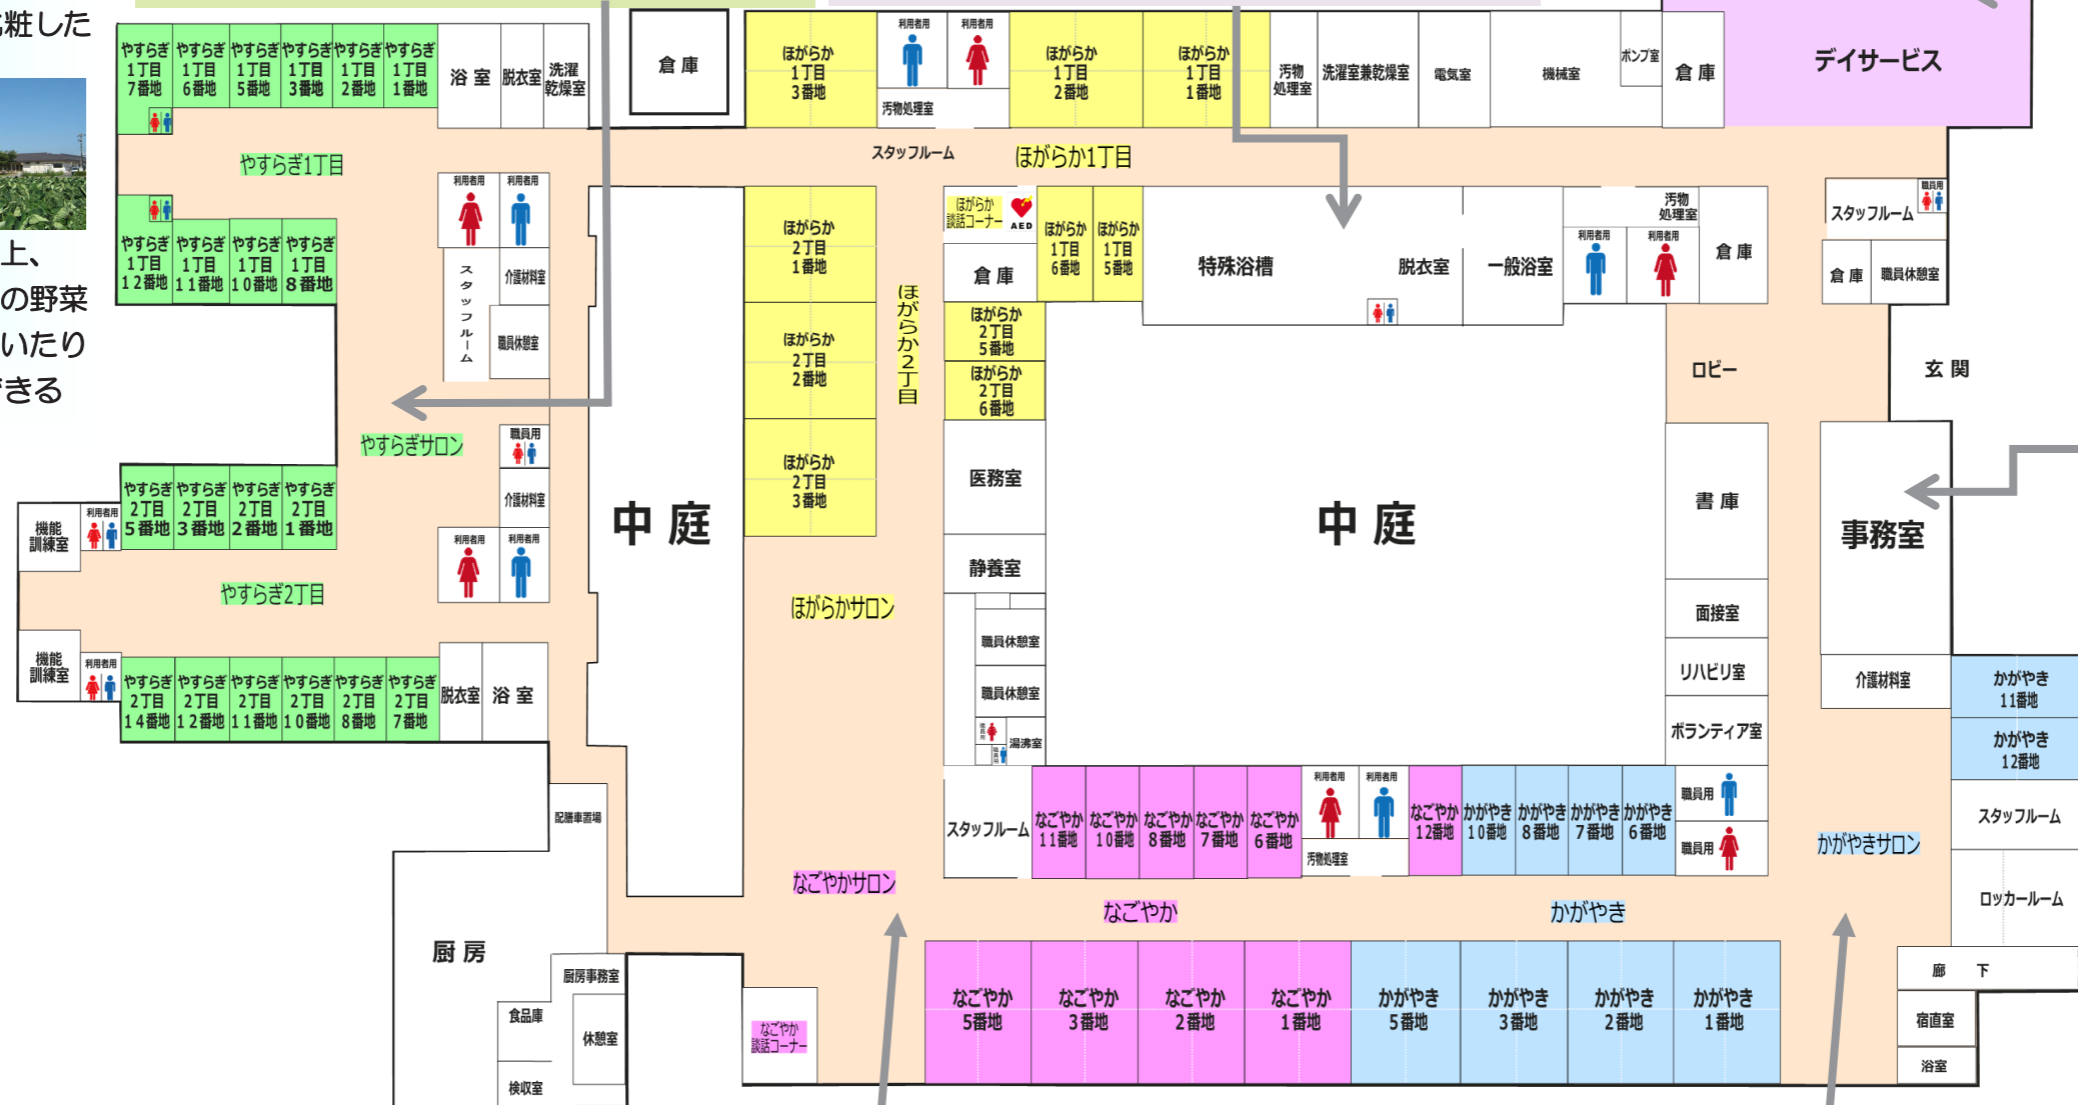 粧した
上、
の野菜
いたり
きる
やすらぎ
1丁目
7番地
やすらぎ
1丁目
6番地
やすらぎ
1丁目
5番地
やすらぎ
1丁目
3番地
やすらぎ
1丁目
2番地
やすらぎ
1丁目
1番地
浴 室
脱衣室
洗濯
乾燥室
倉 庫
ほがらか
1丁目
3番地
利用者用
利用者用
汚物処理室
ほがらか
1丁目
2番地
ほがらか
1丁目
1番地
汚物
処理室
洗濯室兼乾燥室
電気室
機械室
ポンプ室
倉 庫
デイサービス
やすらぎ1丁目
スタッフルーム
ほがらか1丁目
利用者用
利用者用
やすらぎ
1丁目
12番地
やすらぎ
1丁目
11番地
やすらぎ
1丁目
10番地
やすらぎ
1丁目
8番地
スタッフルーム
介護材料室
職員休憩室
ほがらか
2丁目
1番地
ほがらか
2丁目
2番地
ほがらか
2丁目
3番地
ほがらか2丁目
ほがらか
談話コーナー
AED
倉 庫
ほがらか
1丁目
6番地
ほがらか
1丁目
5番地
特殊浴槽
脱衣室
一般浴室
汚物
処理室
利用者用
利用者用
倉 庫
スタッフルーム
職員用
倉 庫
職員休憩室
ほがらか
2丁目
5番地
ほがらか
2丁目
6番地
ロビー
玄 関
やすらぎサロン
職員用
介護材料室
利用者用
利用者用
やすらぎ
2丁目
5番地
やすらぎ
2丁目
3番地
やすらぎ
2丁目
2番地
やすらぎ
2丁目
1番地
機能
訓練室
利用者用
やすらぎ2丁目
機能
訓練室
利用者用
やすらぎ
2丁目
14番地
やすらぎ
2丁目
12番地
やすらぎ
2丁目
11番地
やすらぎ
2丁目
10番地
やすらぎ
2丁目
8番地
やすらぎ
2丁目
7番地
脱衣室
浴 室
中 庭
医務室
静養室
職員休憩室
職員休憩室
湯沸室
中 庭
書 庫
事務室
面接室
リハビリ室
ボランティア室
介護材料室
かがやき
11番地
かがやき
12番地
ほがらかサロン
配膳車置場
スタッフルーム
なごやか
11番地
なごやか
10番地
なごやか
8番地
なごやか
7番地
なごやか
6番地
利用者用
利用者用
汚物処理室
なごやか
12番地
かがやき
10番地
かがやき
8番地
かがやき
7番地
かがやき
6番地
職員用
職員用
かがやきサロン
スタッフルーム
ロッカールーム
なごやかサロン
なごやか
かがやき
厨 房
厨房事務室
食品庫
休憩室
検収室
なごやか
談話コーナー
なごやか
5番地
なごやか
3番地
なごやか
2番地
なごやか
1番地
かがやき
5番地
かがやき
3番地
かがやき
2番地
かがやき
1番地
廊 下
宿直室
浴室